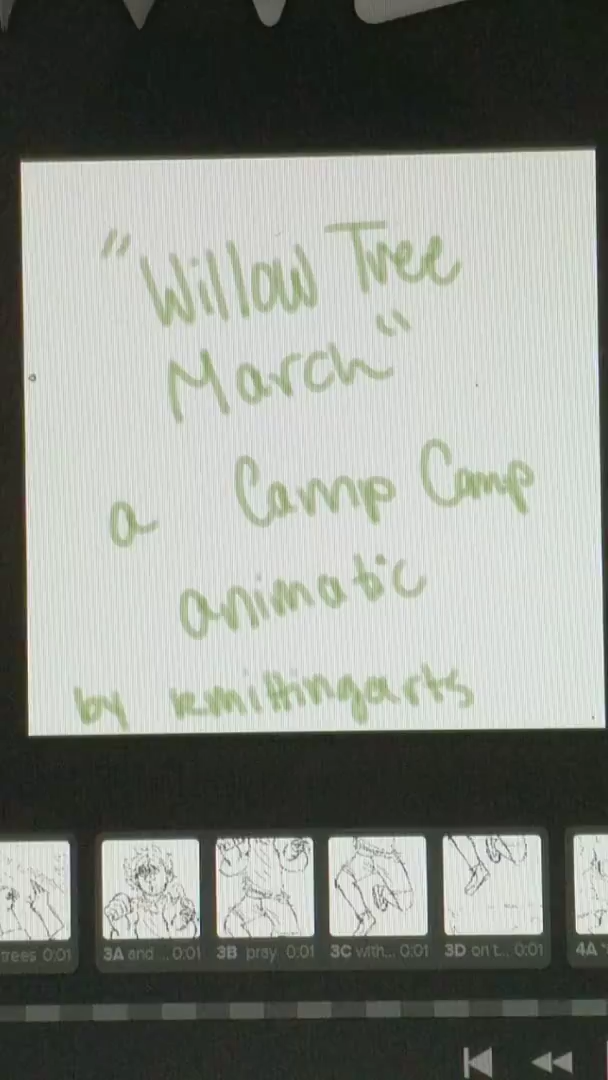 "Willow Tree
March"
a Camp Camp
animatic
by kmittingarts
trees 0:01
3A and ... 0:01
3B pray 0:01
3C with... 0:01
3D on t... 0:01
4A